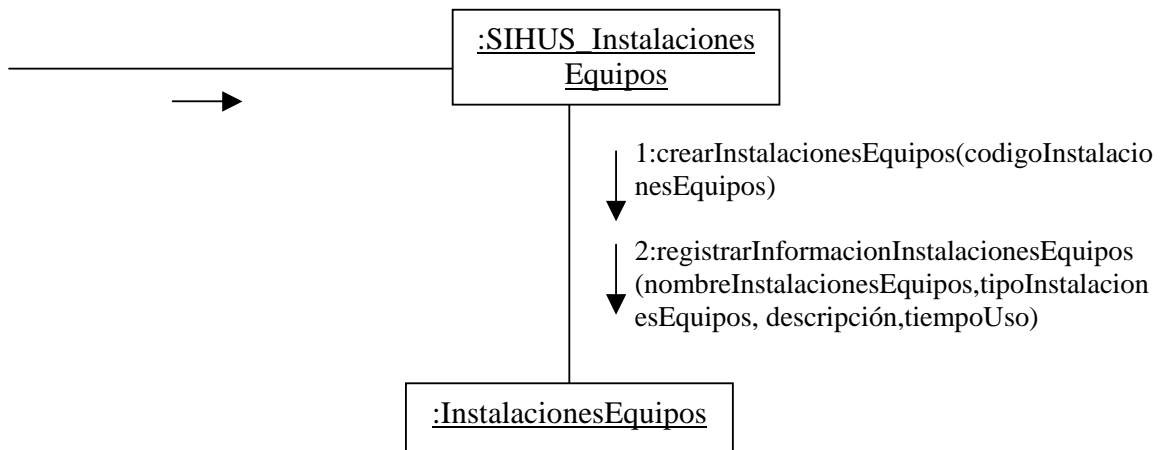 :SIHUS_Instalaciones
Equipos
1:crearInstalacionesEquipos(codigoInstalacio
nesEquipos)
2:registrarInformacionInstalacionesEquipos
(nombreInstalacionesEquipos,tipoInstalacion
esEquipos, descripción,tiempoUso)
:InstalacionesEquipos